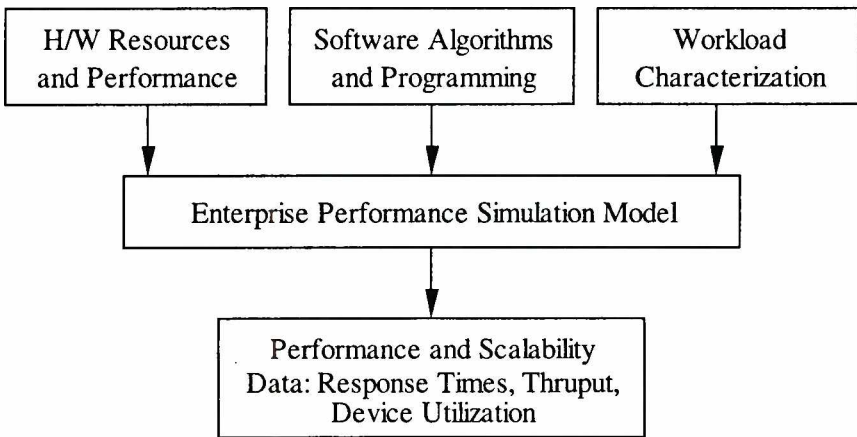 H/W Resources
and Performance
Software Algorithms
and Programming
Workload
Characterization
Enterprise Performance Simulation Model
Performance and Scalability
Data: Response Times, Thruput,
Device Utilization